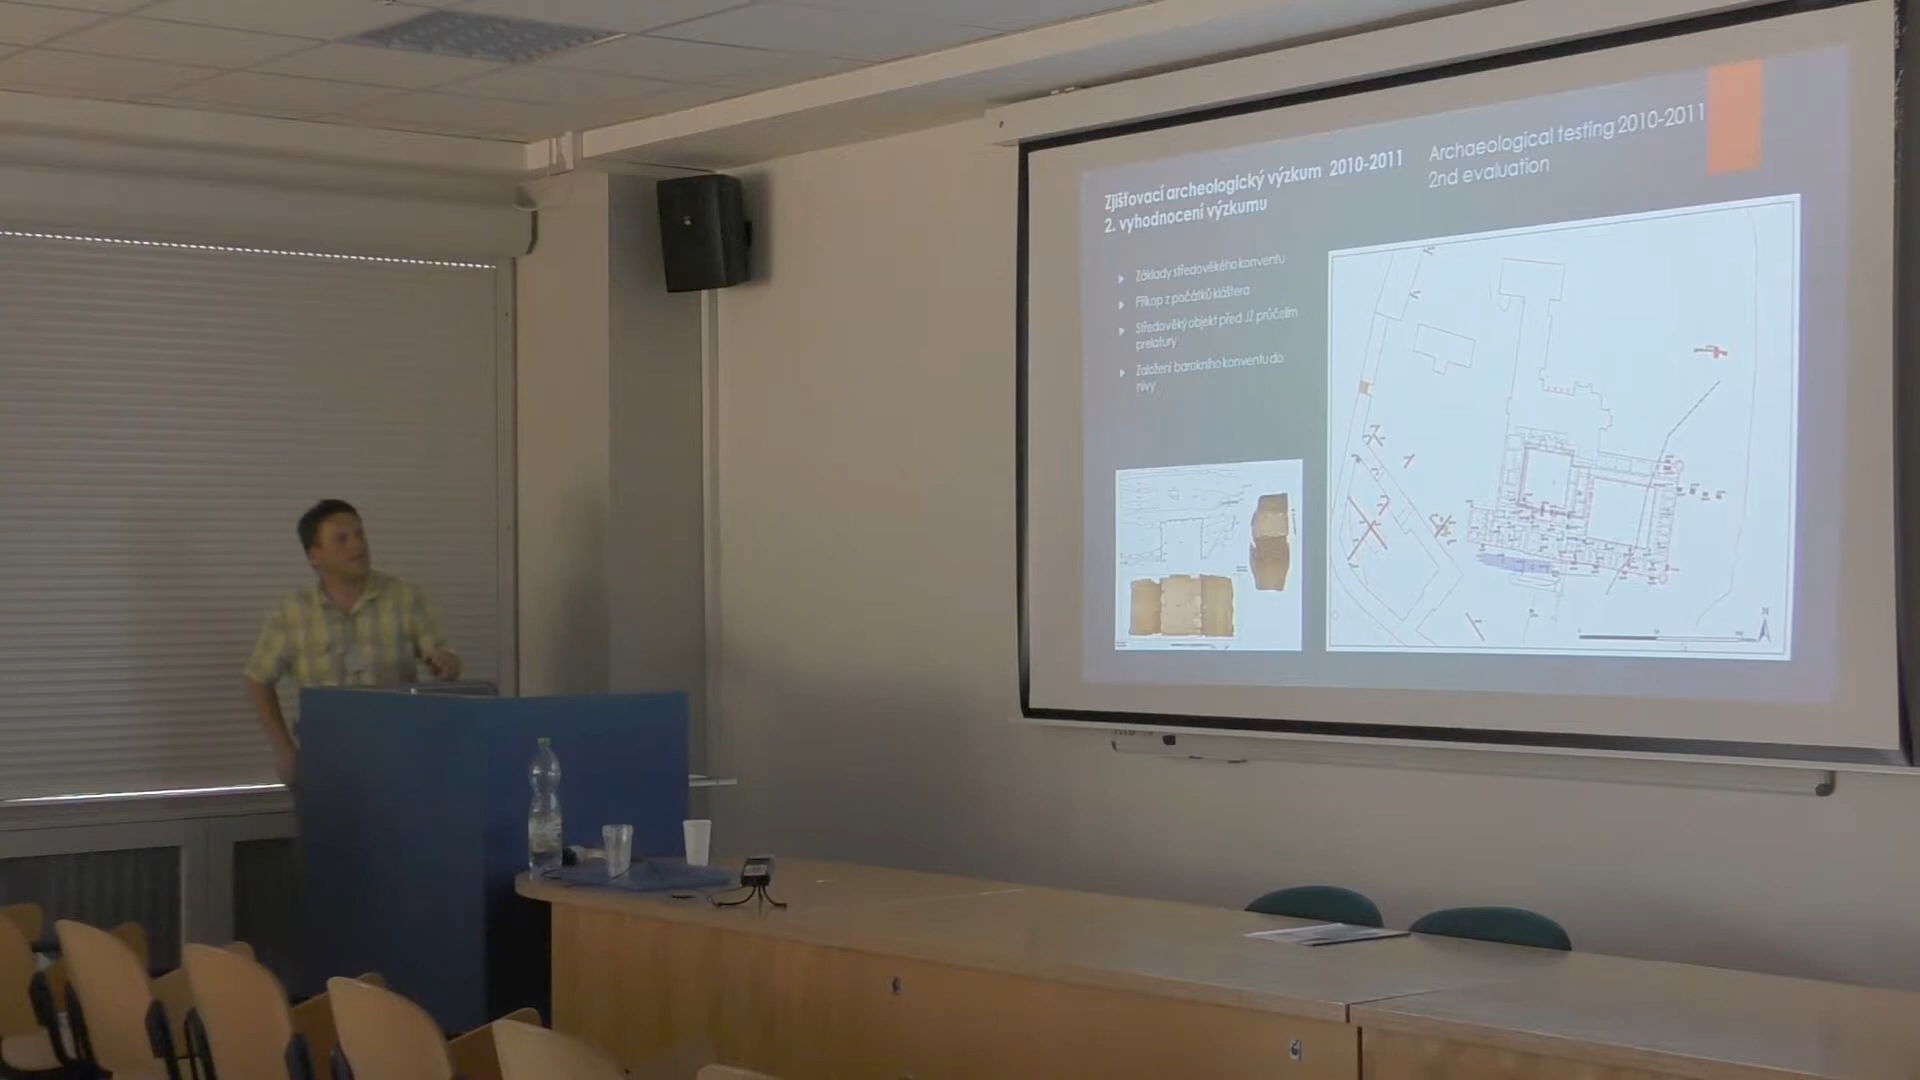 Zjišťovací archeologický výzkum 2010-2011
2. vyhodnocení výzkumu
Archaeological testing 2010-2011
2nd evaluation
Základy středověkého konventu
Příkop z počátků kláštera
Středověký objekt před JZ průčelím
prelatury
Založení barokního konventu do
nivy
N